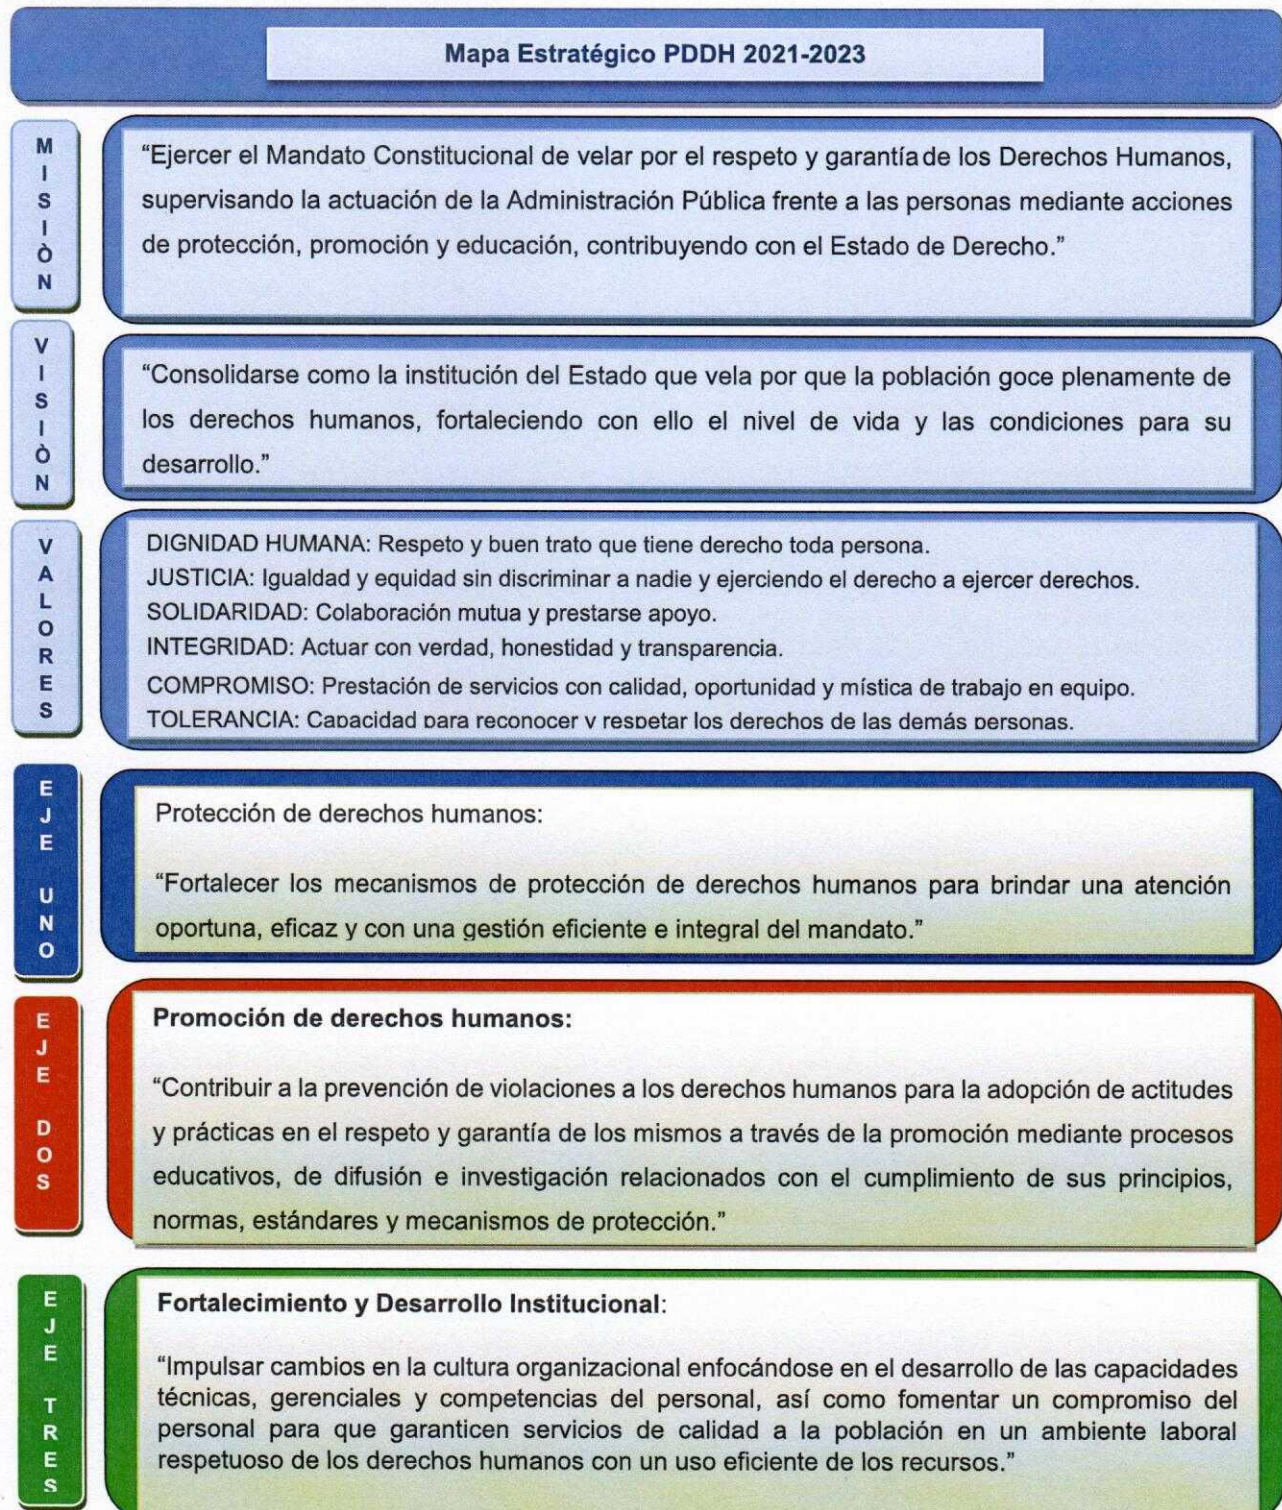 Mapa Estratégico PDDH 2021-2023
MISIÒN
“Ejercer el Mandato Constitucional de velar por el respeto y garantía de los Derechos Humanos,
supervisando la actuación de la Administración Pública frente a las personas mediante acciones
de protección, promoción y educación, contribuyendo con el Estado de Derecho.”
VISIÒN
“Consolidarse como la institución del Estado que vela por que la población goce plenamente de
los derechos humanos, fortaleciendo con ello el nivel de vida y las condiciones para su
desarrollo.”
VALORES
DIGNIDAD HUMANA: Respeto y buen trato que tiene derecho toda persona.
JUSTICIA: Igualdad y equidad sin discriminar a nadie y ejerciendo el derecho a ejercer derechos.
SOLIDARIDAD: Colaboración mutua y prestarse apoyo.
INTEGRIDAD: Actuar con verdad, honestidad y transparencia.
COMPROMISO: Prestación de servicios con calidad, oportunidad y mística de trabajo en equipo.
TOLERANCIA: Capacidad para reconocer y respetar los derechos de las demás personas.
EJE UNO
Protección de derechos humanos:
“Fortalecer los mecanismos de protección de derechos humanos para brindar una atención
oportuna, eficaz y con una gestión eficiente e integral del mandato.”
EJE DOS
Promoción de derechos humanos:
“Contribuir a la prevención de violaciones a los derechos humanos para la adopción de actitudes
y prácticas en el respeto y garantía de los mismos a través de la promoción mediante procesos
educativos, de difusión e investigación relacionados con el cumplimiento de sus principios,
normas, estándares y mecanismos de protección.”
EJE TRES
Fortalecimiento y Desarrollo Institucional:
“Impulsar cambios en la cultura organizacional enfocándose en el desarrollo de las capacidades
técnicas, gerenciales y competencias del personal, así como fomentar un compromiso del
personal para que garanticen servicios de calidad a la población en un ambiente laboral
respetuoso de los derechos humanos con un uso eficiente de los recursos.”